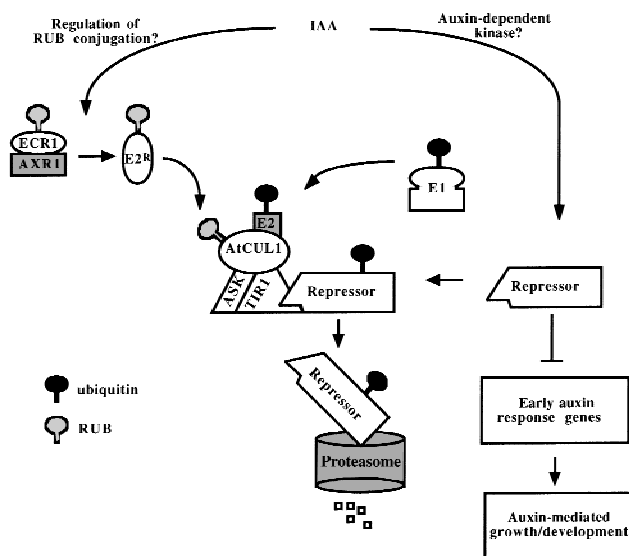 Regulation of
RUB conjugation?
IAA
Auxin-dependent
kinase?
ECR1
AXR1
E2R
E1
E2
AtCUL1
ASK
TIR1
Repressor
Repressor
Repressor
ubiquitin
RUB
Proteasome
Early auxin
response genes
Auxin-mediated
growth/development